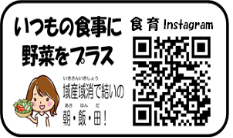 いつもの食事に
野菜をプラス
食育 Instagram
いきさんいきしょう
域産域消で結いの
あさ はん だ
朝・飯・田！